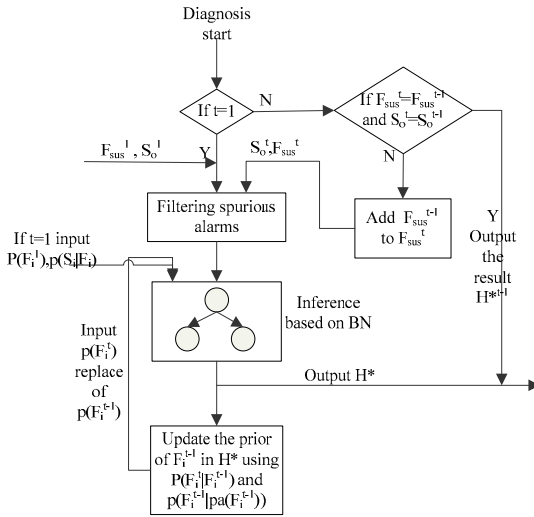 Diagnosis
start
If t=1
N
If F_sus^t=F_sus^t-1
and S_o^t=S_o^t-1
F_sus^1 , S_o^1
Y
S_o^t,F_sus^t
N
Filtering spurious
alarms
Add F_sus^t-1
to F_sus^t
Y
Output
the
result
H*^t-1
If t=1 input
P(F_i^1),p(S_i|F_i)
Inference
based on BN
Input
p(F_i^t)
replace
of
p(F_i^t-1)
Output H*
Update the prior
of F_i^t-1 in H* using
P(F_i^t|F_i^t-1) and
p(F_i^t-1|pa(F_i^t-1))